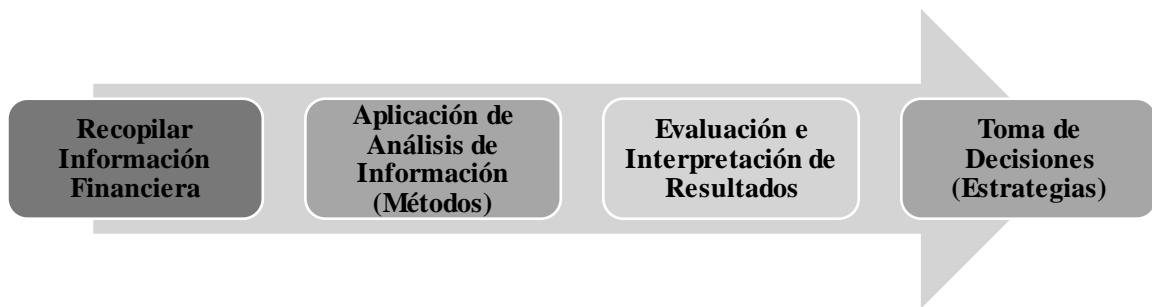 Recopilar
Información
Financiera
Aplicación de
Análisis de
Información
(Métodos)
Evaluación e
Interpretación de
Resultados
Toma de
Decisiones
(Estrategias)